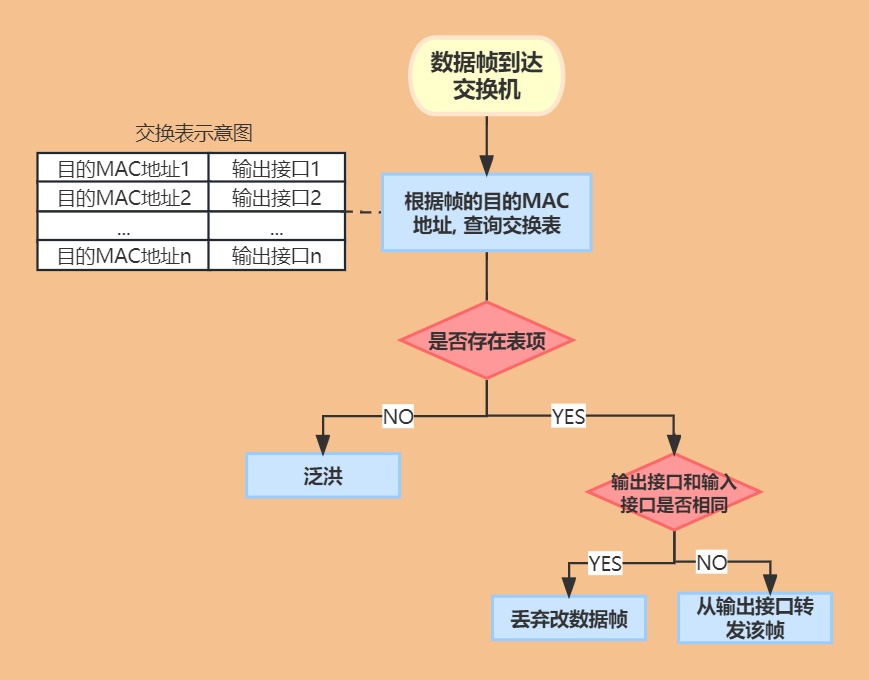 数据帧到达
交换机
交换表示意图
目的MAC地址1 输出接口1
目的MAC地址2 输出接口2
... ...
目的MAC地址n 输出接口n
根据帧的目的MAC
地址, 查询交换表
是否存在表项
NO
YES
泛洪
输出接口和输入
接口是否相同
YES
NO
丢弃改数据帧
从输出接口转
发该帧